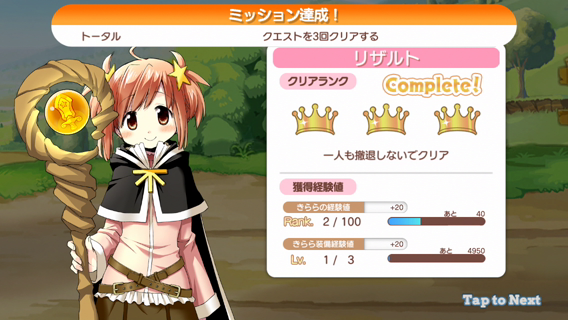 ミッション達成！
トータル クエストを3回クリアする
リザルト
クリアランク Complete!
一人も撤退しないでクリア
獲得経験値
きららの経験値 +20
Rank. 2 / 100 あと 40
きらら装備経験値 +20
Lv. 1 / 3 あと 4950
Tap to Next